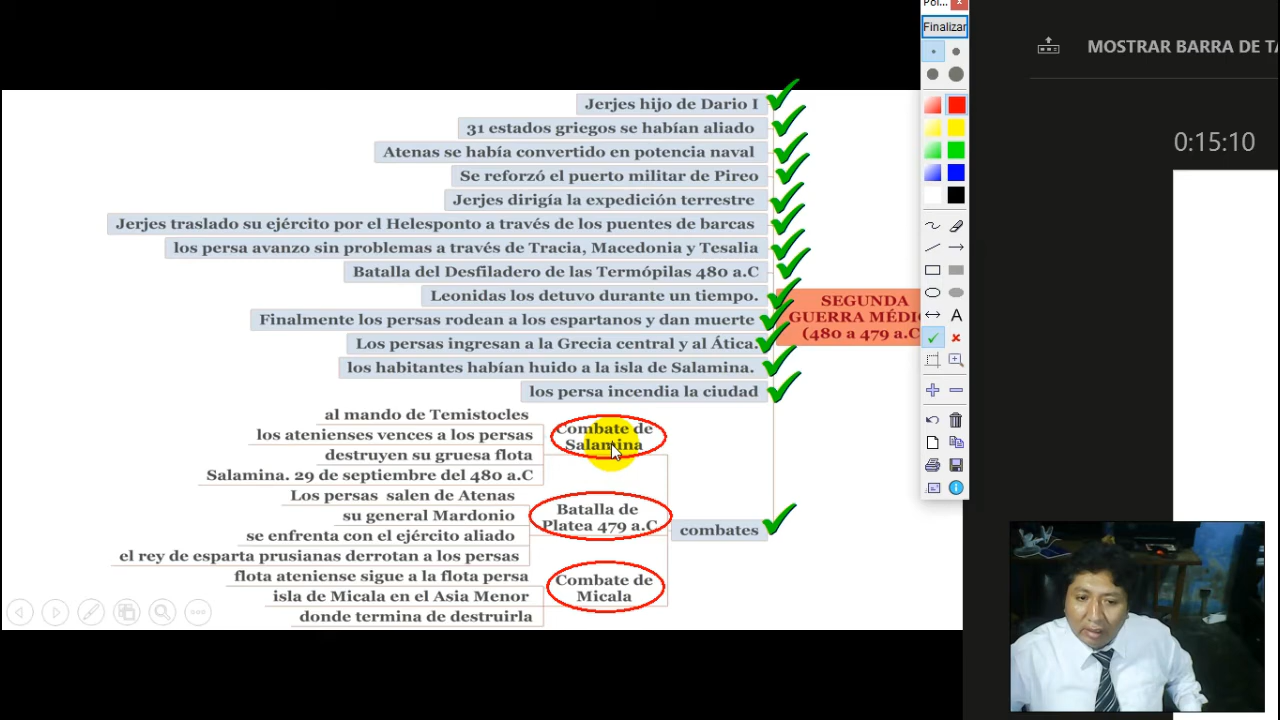 Poi...
Finalizar
MOSTRAR BARRA DE TA
0:15:10
Jerjes hijo de Dario I
31 estados griegos se habían aliado
Atenas se había convertido en potencia naval
Se reforzó el puerto militar de Pireo
Jerjes dirigía la expedición terrestre
Jerjes traslado su ejército por el Helesponto a través de los puentes de barcas
los persa avanzo sin problemas a través de Tracia, Macedonia y Tesalia
Batalla del Desfiladero de las Termópilas 480 a.C
Leonidas los detuvo durante un tiempo.
Finalmente los persas rodean a los espartanos y dan muerte
Los persas ingresan a la Grecia central y al Ática.
los habitantes habían huido a la isla de Salamina.
los persa incendia la ciudad
SEGUNDA
GUERRA MÉDIC
(480 a 479 a.C
combates
Combate de
Salamina
al mando de Temistocles
los atenienses vences a los persas
destruyen su gruesa flota
Salamina. 29 de septiembre del 480 a.C
Batalla de
Platea 479 a.C
Los persas salen de Atenas
su general Mardonio
se enfrenta con el ejército aliado
el rey de esparta prusianas derrotan a los persas
Combate de
Micala
flota ateniense sigue a la flota persa
isla de Micala en el Asia Menor
donde termina de destruirla